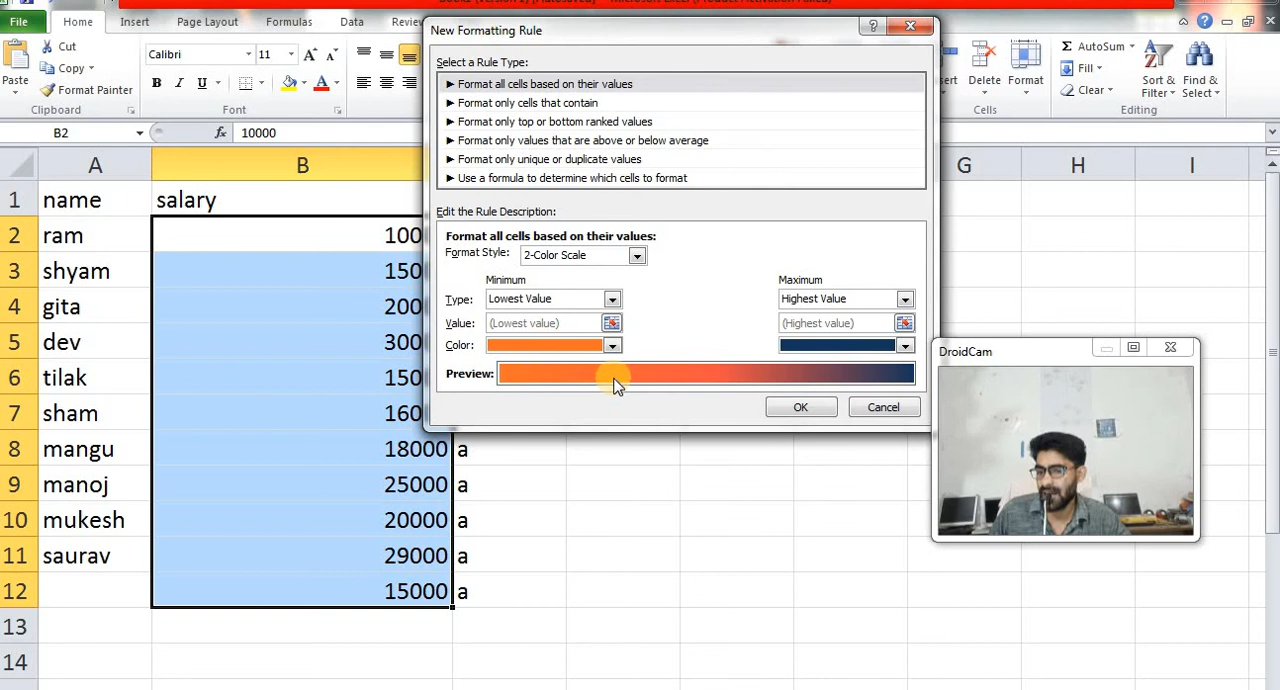 File Home Insert Page Layout Formulas Data
New Formatting Rule
Cut
Copy
Format Painter
Paste
Clipboard
Calibri 11
B I U A
Font
Delete Format
Cells
AutoSum
Fill
Clear
Sort & Filter
Find & Select
Editing
B2 fx 10000
Select a Rule Type:
► Format all cells based on their values
► Format only cells that contain
► Format only top or bottom ranked values
► Format only values that are above or below average
► Format only unique or duplicate values
► Use a formula to determine which cells to format
Edit the Rule Description:
Format all cells based on their values:
Format Style: 2-Color Scale
Minimum Maximum
Type: Lowest Value Highest Value
Value: (Lowest value) (Highest value)
Color:
Preview:
OK Cancel
DroidCam
A B G H I
1 name salary
2 ram 100
3 shyam 150
4 gita 200
5 dev 300
6 tilak 150
7 sham 160
8 mangu 18000 a
9 manoj 25000 a
10 mukesh 20000 a
11 saurav 29000 a
12 15000 a
13
14